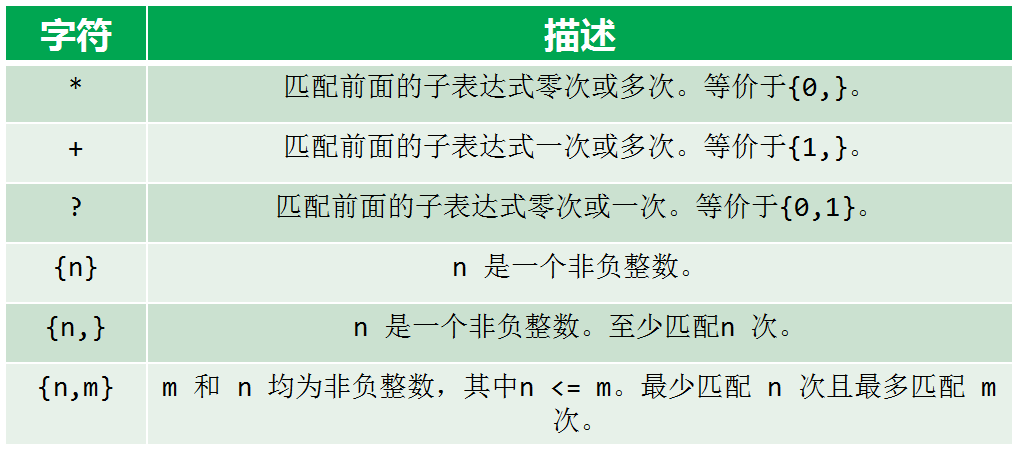 字符 描述
* 匹配前面的子表达式零次或多次。等价于{0,}。
+ 匹配前面的子表达式一次或多次。等价于{1,}。
? 匹配前面的子表达式零次或一次。等价于{0,1}。
{n} n 是一个非负整数。
{n,} n 是一个非负整数。至少匹配n 次。
{n,m} m 和 n 均为非负整数，其中n <= m。最少匹配 n 次且最多匹配 m
次。